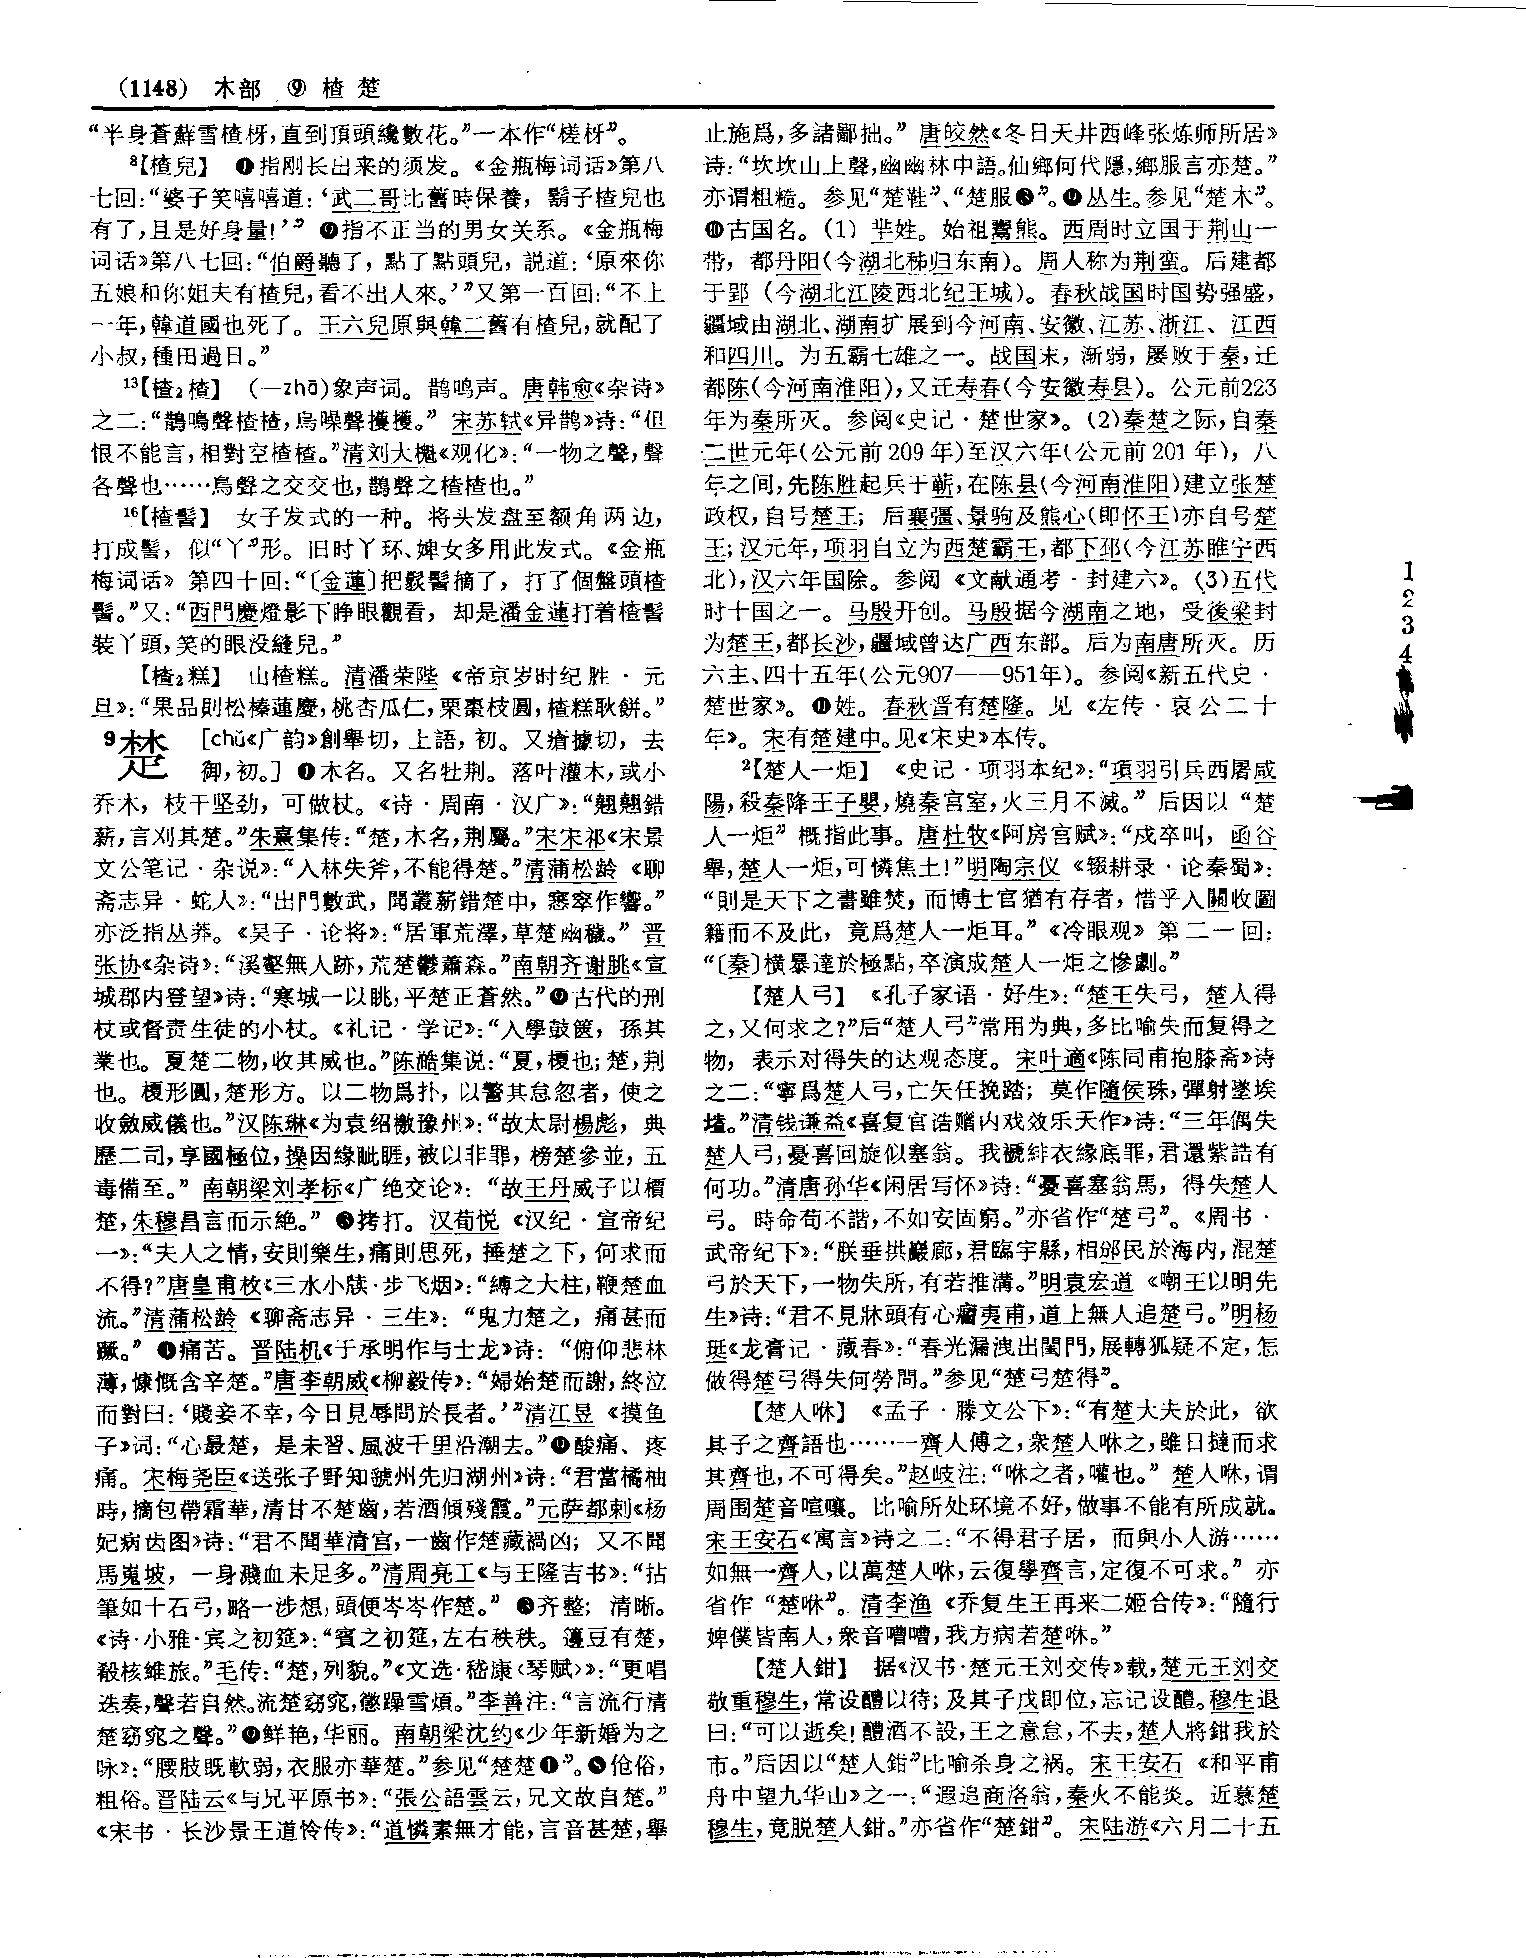 (1148) 木部 ⑨ 楂 楚
“半身蒼蘚雪楂枒,直到頂頭纔數花。”一本作“槎枒”。
8【楂兒】 ❶指刚长出来的须发。《金瓶梅词话》第八
七回:“婆子笑嘻嘻道:‘武二哥比舊時保養，鬍子楂兒也
有了,且是好身量!’” ❷指不正当的男女关系。《金瓶梅
词话》第八七回:“伯爵聽了，點了點頭兒，説道:‘原來你
五娘和你姐夫有楂兒,看不出人來。’”又第一百回:“不上
一年,韓道國也死了。王六兒原與韓二舊有楂兒,就配了
小叔,種田過日。”
13【楂₂楂】 (—zhā)象声词。鹊鸣声。唐韩愈《杂诗》
之二:“鵲鳴聲楂楂,烏噪聲擭擭。” 宋苏轼《异鹊》诗:“但
恨不能言,相對空楂楂。”清刘大櫆《观化》:“一物之聲,聲
各聲也……鳥聲之交交也,鵲聲之楂楂也。”
16【楂髻】 女子发式的一种。将头发盘至额角两边,
打成髻，似“丫”形。旧时丫环、婢女多用此发式。《金瓶
梅词话》第四十回:“〔金蓮〕把䯼髻摘了，打了個盤頭楂
髻。”又:“西門慶燈影下睁眼觀看，却是潘金蓮打着楂髻
裝丫頭,笑的眼没縫兒。”
【楂₂糕】 山楂糕。清潘荣陛《帝京岁时纪胜·元
旦》:“果品則松榛蓮慶,桃杏瓜仁,栗棗枝圓,楂糕耿餅。”
9楚 [chǔ《广韵》創舉切，上語，初。又瘡據切，去
御,初。] ❶木名。又名牡荆。落叶灌木,或小
乔木，枝干坚劲，可做杖。《诗·周南·汉广》:“翹翹錯
薪,言刈其楚。”朱熹集传:“楚,木名,荆屬。”宋宋祁《宋景
文公笔记·杂说》:“入林失斧,不能得楚。”清蒲松龄《聊
斋志异·蛇人》:“出門數武，聞叢薪錯楚中，窸窣作響。”
亦泛指丛莽。《吴子·论将》:“居軍荒澤,草楚幽穢。” 晋
张协《杂诗》:“溪壑無人跡,荒楚鬱蕭森。”南朝齐谢朓《宣
城郡内登望》诗:“寒城一以眺,平楚正蒼然。”❷古代的刑
杖或督责生徒的小杖。《礼记·学记》:“入學鼓篋，孫其
業也。夏楚二物,收其威也。”陈皓集说:“夏,榎也;楚,荆
也。榎形圓,楚形方。以二物爲扑,以警其怠忽者，使之
收斂威儀也。”汉陈琳《为袁绍檄豫州》:“故太尉楊彪，典
歷二司,享國極位,操因緣眦睚,被以非罪，榜楚參並，五
毒備至。” 南朝梁刘孝标《广绝交论》: “故王丹威子以檟
楚,朱穆昌言而示絶。” ❸拷打。汉荀悦《汉纪·宣帝纪
一》:“夫人之情,安則樂生,痛則思死，捶楚之下，何求而
不得?”唐皇甫枚《三水小牍·步飞烟》:“縛之大柱,鞭楚血
流。”清蒲松龄《聊斋志异·三生》: “鬼力楚之，痛甚而
蹶。” ❹痛苦。晋陆机《于承明作与士龙》诗: “俯仰悲林
薄,慷慨含辛楚。”唐李朝威《柳毅传》:“婦始楚而謝,終泣
而對曰:‘賤妾不幸,今日見辱問於長者。’”清江昱《摸鱼
子》词:“心最楚，是未習、風波千里沿潮去。”❺酸痛、疼
痛。宋梅尧臣《送张子野知虢州先归湖州》诗:“君當橘柚
時,摘包帶霜華,清甘不楚齒,若酒傾殘霞。”元萨都剌《杨
妃病齿图》诗:“君不聞華清宫,一齒作楚藏禍凶; 又不聞
馬嵬坡，一身濺血未足多。”清周亮工《与王隆吉书》:“拈
筆如十石弓,略一涉想,頭便岑岑作楚。” ❻齐整; 清晰。
《诗·小雅·宾之初筵》:“賓之初筵,左右秩秩。籩豆有楚,
殽核維旅。”毛传:“楚,列貌。”《文选·嵇康〈琴赋〉》:“更唱
迭奏,聲若自然。流楚窈窕,懲躁雪煩。”李善注:“言流行清
楚窈窕之聲。”❼鲜艳,华丽。南朝梁沈约《少年新婚为之
咏》:“腰肢既軟弱,衣服亦華楚。”参见“楚楚❶”。❽伧俗,
粗俗。晋陆云《与兄平原书》:“張公語雲云,兄文故自楚。”
《宋书·长沙景王道怜传》:“道憐素無才能,言音甚楚,舉
止施爲,多諸鄙拙。” 唐皎然《冬日天井西峰张炼师所居》
诗:“坎坎山上聲,幽幽林中語。仙鄉何代隱,鄉服言亦楚。”
亦谓粗糙。参见“楚鞋”、“楚服❸”。❾丛生。参见“楚木”。
❿古国名。(1) 芈姓。始祖鬻熊。西周时立国于荆山一
带，都丹阳(今湖北秭归东南)。周人称为荆蛮。后建都
于郢 (今湖北江陵西北纪王城)。春秋战国时国势强盛,
疆域由湖北、湖南扩展到今河南、安徽、江苏、浙江、江西
和四川。为五霸七雄之一。战国末，渐弱，屡败于秦,迁
都陈(今河南淮阳),又迁寿春(今安徽寿县)。公元前223
年为秦所灭。参阅《史记·楚世家》。(2)秦楚之际,自秦
二世元年(公元前209年)至汉六年(公元前201年)，八
年之间,先陈胜起兵于蕲,在陈县(今河南淮阳)建立张楚
政权,自号楚王; 后襄彊、景驹及熊心(即怀王)亦自号楚
王;汉元年,项羽自立为西楚霸王,都下邳(今江苏睢宁西
北),汉六年国除。参阅《文献通考·封建六》。(3)五代
时十国之一。马殷开创。马殷据今湖南之地，受後梁封
为楚王,都长沙,疆域曾达广西东部。后为南唐所灭。历
六主、四十五年(公元907——951年)。参阅《新五代史·
楚世家》。⓫姓。春秋晋有楚隆。见《左传·哀公二十
年》。宋有楚建中。见《宋史》本传。
2【楚人一炬】 《史记·项羽本纪》:“項羽引兵西屠咸
陽,殺秦降王子嬰,燒秦宫室,火三月不滅。” 后因以“楚
人一炬” 概指此事。唐杜牧《阿房宫赋》:“戍卒叫，函谷
舉,楚人一炬,可憐焦土!”明陶宗仪《辍耕录·论秦蜀》:
“則是天下之書雖焚，而博士官猶有存者，惜乎入關收圖
籍而不及此，竟爲楚人一炬耳。”《冷眼观》第二一回:
“〔秦〕横暴達於極點,卒演成楚人一炬之慘劇。”
【楚人弓】 《孔子家语·好生》:“楚王失弓，楚人得
之,又何求之?”后“楚人弓”常用为典,多比喻失而复得之
物，表示对得失的达观态度。宋叶適《陈同甫抱膝斋》诗
之二:“寧爲楚人弓,亡矢任挽踏; 莫作隨侯珠,彈射墜埃
壒。”清钱谦益《喜复官诰赠内戏效乐天作》诗:“三年偶失
楚人弓,憂喜回旋似塞翁。我褫緋衣緣底罪,君還紫誥有
何功。”清唐孙华《闲居写怀》诗:“憂喜塞翁馬，得失楚人
弓。時命苟不諧,不如安固窮。”亦省作“楚弓”。《周书·
武帝纪下》:“朕垂拱巖廊,君臨宇縣,相邠民於海内,混楚
弓於天下,一物失所,有若推溝。”明袁宏道《嘲王以明先
生》诗:“君不見牀頭有心癎夷甫,道上無人追楚弓。”明杨
珽《龙膏记·藏春》:“春光漏洩出閨門,展轉狐疑不定,怎
做得楚弓得失何勞問。”参见“楚弓楚得”。
【楚人咻】 《孟子·滕文公下》:“有楚大夫於此，欲
其子之齊語也……一齊人傅之,衆楚人咻之,雖日撻而求
其齊也,不可得矣。”赵岐注:“咻之者,嚾也。” 楚人咻,谓
周围楚音喧嚷。比喻所处环境不好,做事不能有所成就。
宋王安石《寓言》诗之二:“不得君子居，而與小人游……
如無一齊人,以萬楚人咻,云復學齊言,定復不可求。” 亦
省作“楚咻”。清李渔《乔复生王再来二姬合传》:“隨行
婢僕皆南人,衆音嘈嘈,我方病若楚咻。”
【楚人鉗】 据《汉书·楚元王刘交传》载,楚元王刘交
敬重穆生,常设醴以待;及其子戊即位,忘记设醴。穆生退
曰:“可以逝矣!醴酒不設,王之意怠,不去,楚人將鉗我於
市。”后因以“楚人鉗”比喻杀身之祸。宋王安石《和平甫
舟中望九华山》之一:“遐追商洛翁,秦火不能炎。近慕楚
穆生,竟脱楚人鉗。”亦省作“楚鉗”。宋陆游《六月二十五
1
2
3
4